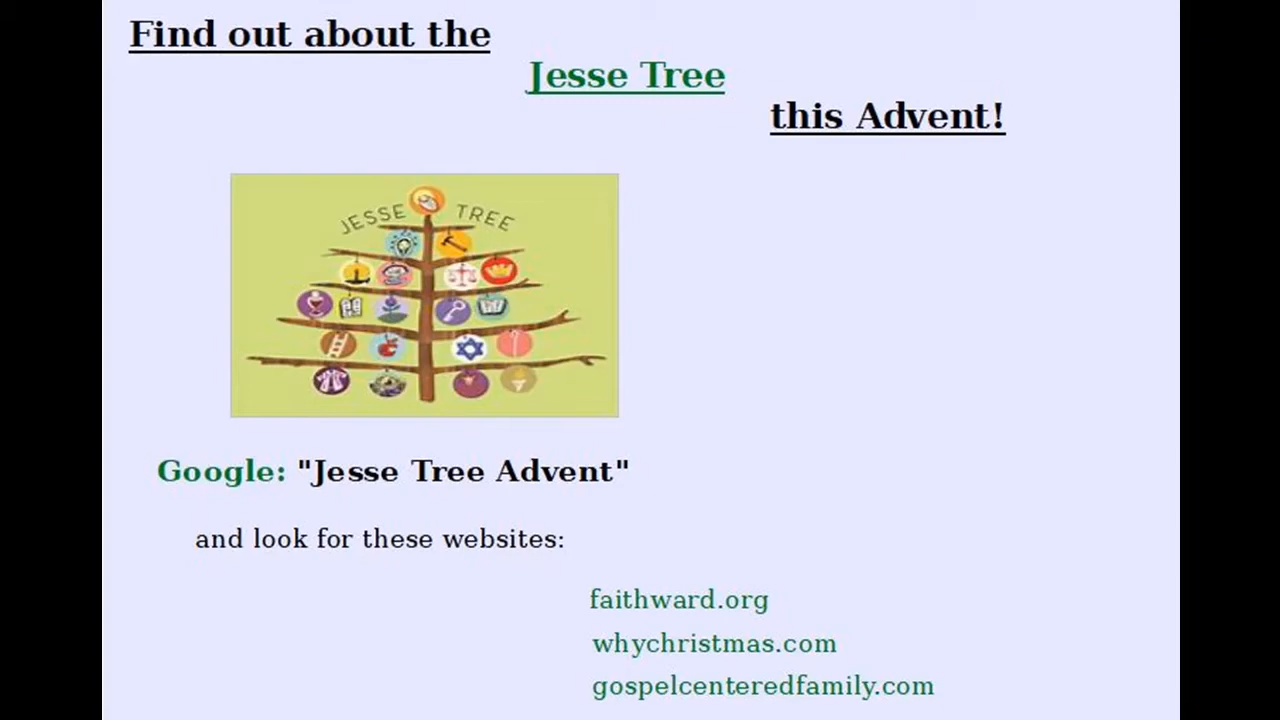 Find out about the
Jesse Tree
this Advent!
JESSE TREE
Google: "Jesse Tree Advent"
and look for these websites:
faithward.org
whychristmas.com
gospelcenteredfamily.com